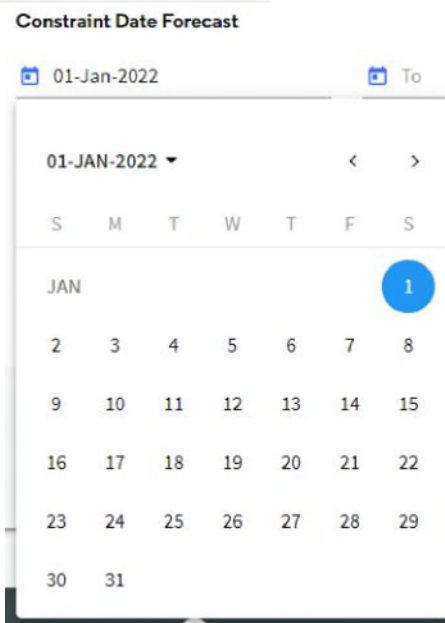 Constraint Date Forecast
01-Jan-2022 To
01-JAN-2022
S M T W T F S
JAN 1
2 3 4 5 6 7 8
9 10 11 12 13 14 15
16 17 18 19 20 21 22
23 24 25 26 27 28 29
30 31